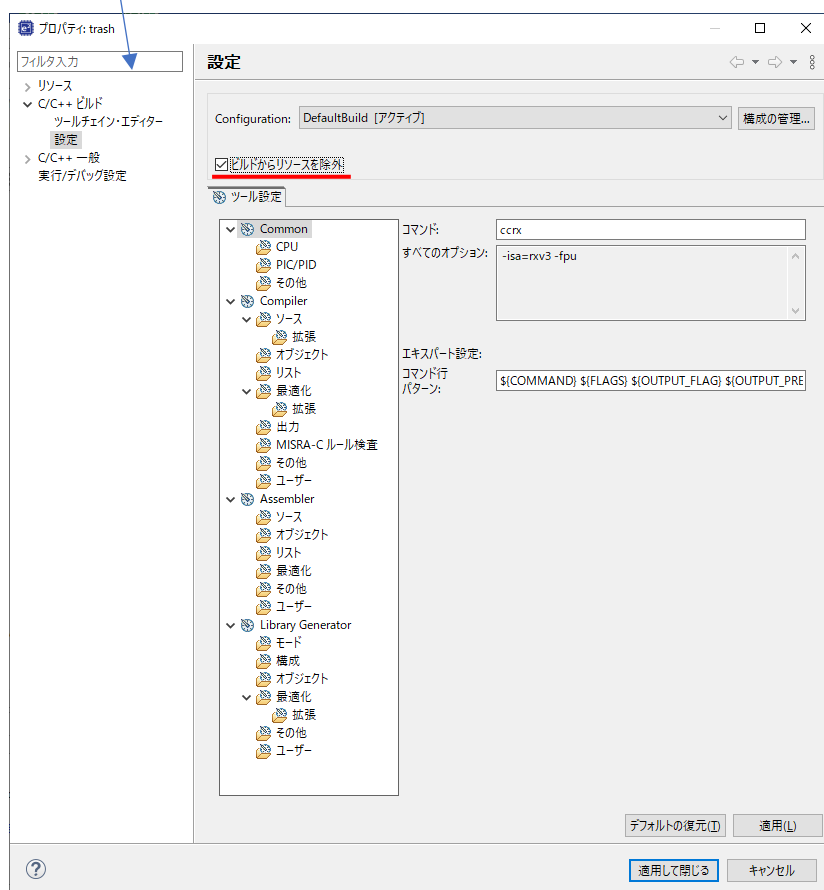 プロパティ: trash
フィルタ入力
設定
リソース
C/C++ ビルド
ツールチェイン・エディター
設定
C/C++ 一般
実行/デバッグ設定
Configuration:
DefaultBuild [アクティブ]
構成の管理...
ビルドからリソースを除外
ツール設定
Common
CPU
PIC/PID
その他
Compiler
ソース
拡張
オブジェクト
リスト
最適化
拡張
出力
MISRA-C ルール検査
その他
ユーザー
Assembler
ソース
オブジェクト
リスト
最適化
その他
ユーザー
Library Generator
モード
構成
オブジェクト
最適化
拡張
その他
ユーザー
コマンド:
ccrx
すべてのオプション:
-isa=rxv3 -fpu
エキスパート設定:
コマンド行
パターン:
${COMMAND} ${FLAGS} ${OUTPUT_FLAG} ${OUTPUT_PRE
デフォルトの復元(T)
適用(L)
適用して閉じる
キャンセル